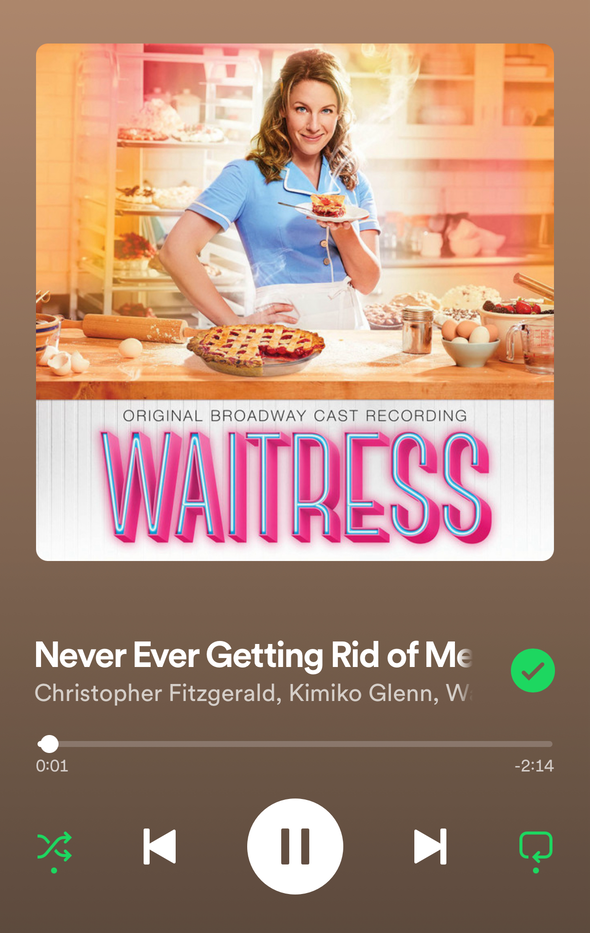 ORIGINAL BROADWAY CAST RECORDING
WAITRESS
Never Ever Getting Rid of Me
Christopher Fitzgerald, Kimiko Glenn, Wa
0:01
-2:14